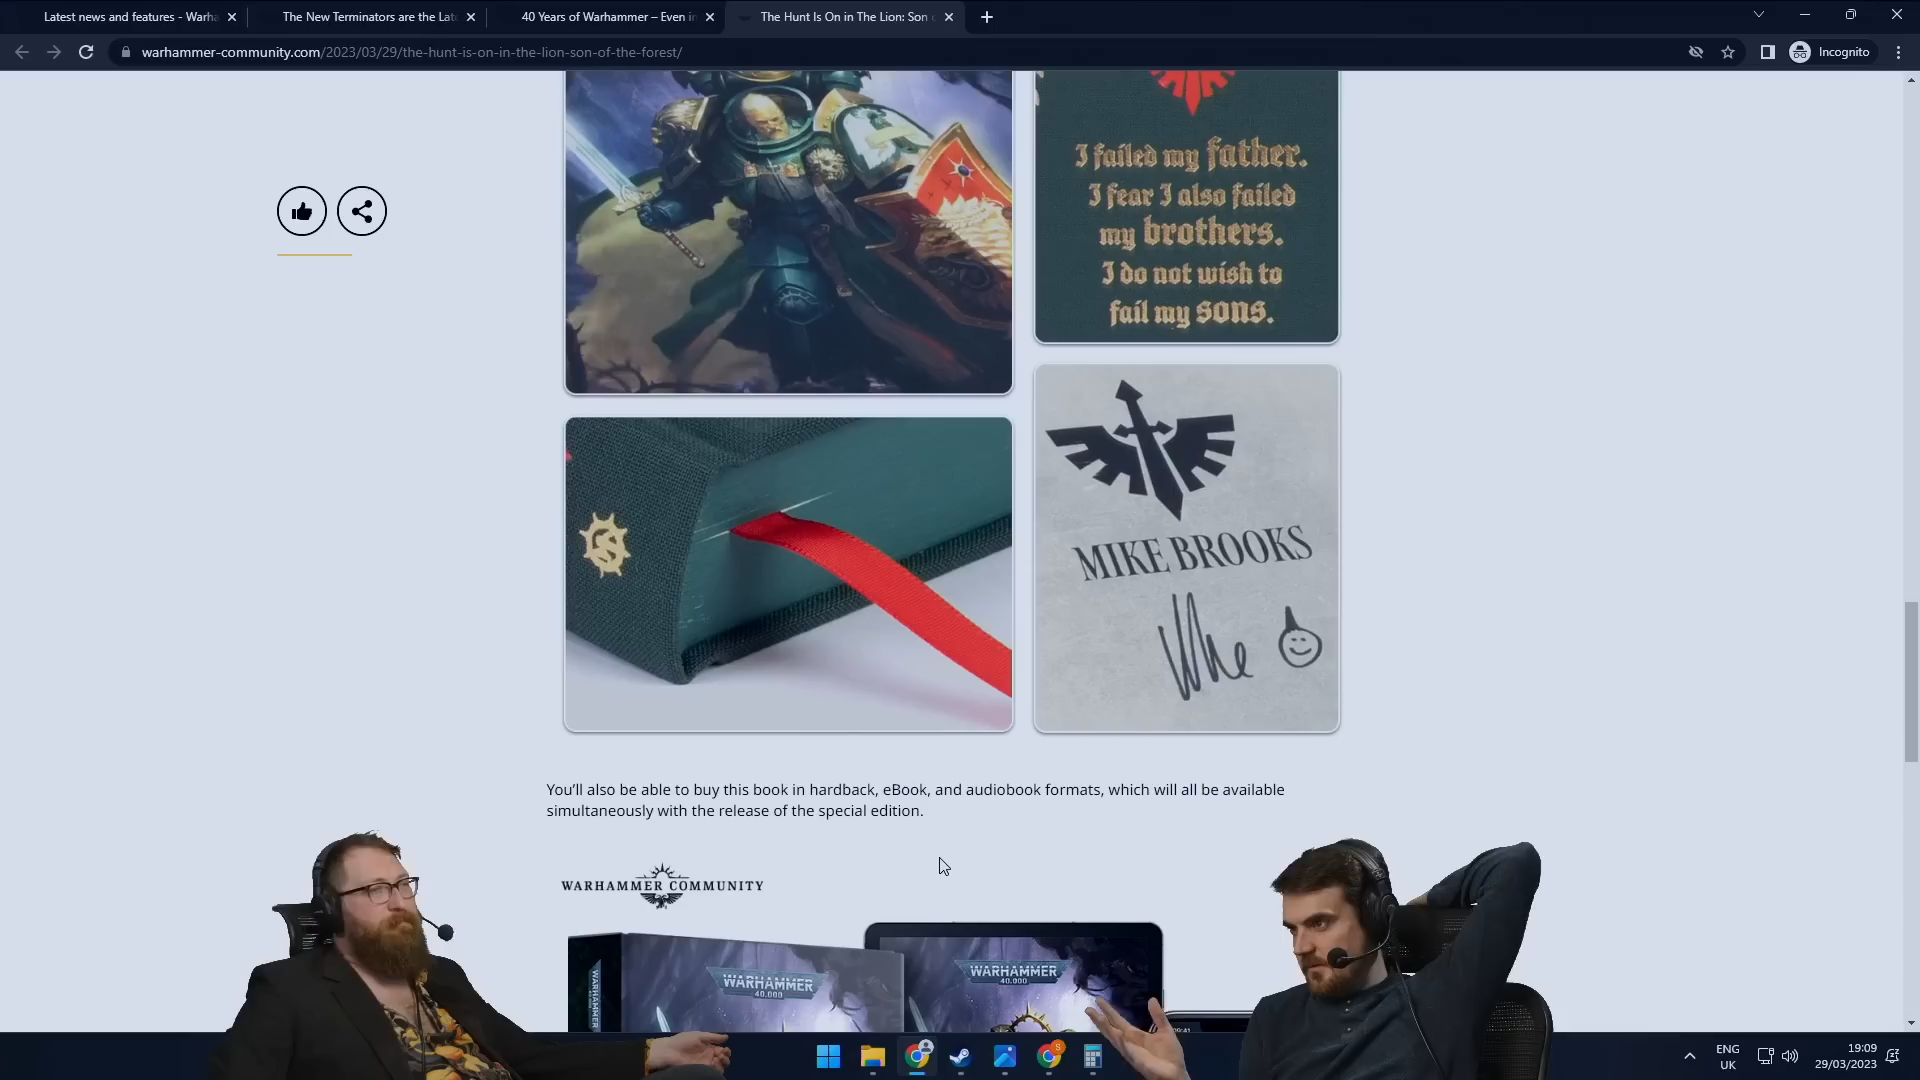 Latest news and features - Warha
The New Terminators are the Late
40 Years of Warhammer – Even in
The Hunt Is On in The Lion: Son o
warhammer-community.com/2023/03/29/the-hunt-is-on-in-the-lion-son-of-the-forest/
Incognito
I failed my father.
I fear I also failed
my brothers.
I do not wish to
fail my sons.
MIKE BROOKS
Mike
You’ll also be able to buy this book in hardback, eBook, and audiobook formats, which will all be available
simultaneously with the release of the special edition.
WARHAMMER COMMUNITY
WARHAMMER
40,000
WARHAMMER
40,000
WARHAMMER
S
ENG
UK
19:09
29/03/2023